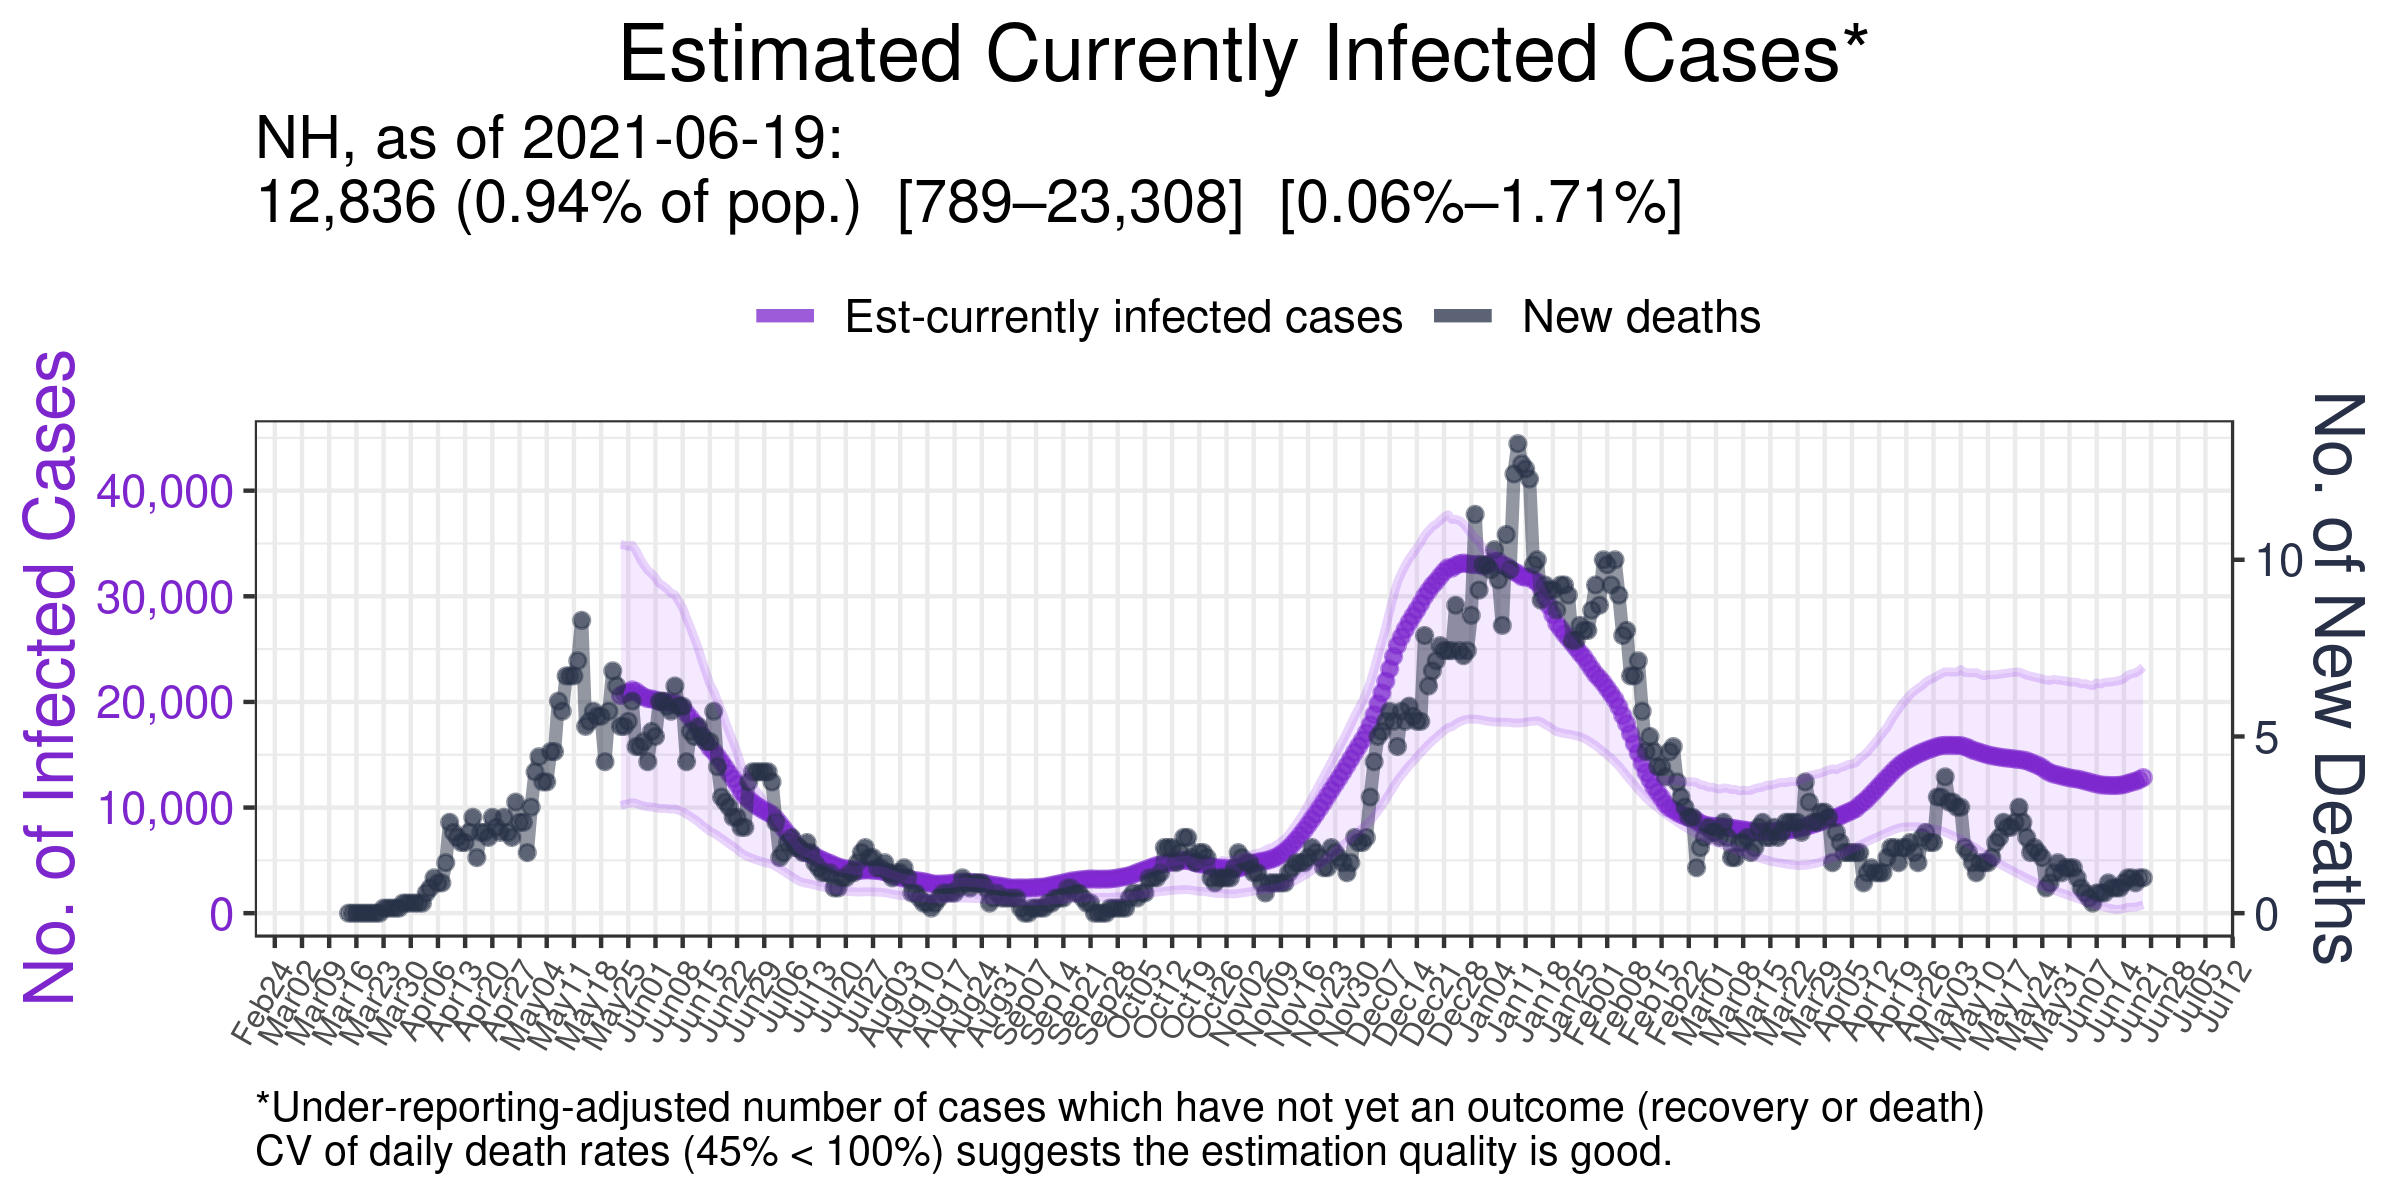 Estimated Currently Infected Cases*
NH, as of 2021-06-19:
12,836 (0.94% of pop.)  [789–23,308]  [0.06%–1.71%]
Est-currently infected cases
New deaths
No. of Infected Cases
40,000
30,000
20,000
10,000
0
10
5
0
No. of New Deaths
Feb24
Mar02
Mar09
Mar16
Mar23
Mar30
Apr06
Apr13
Apr20
Apr27
May04
May11
May18
May25
Jun01
Jun08
Jun15
Jun22
Jun29
Jul06
Jul13
Jul20
Jul27
Aug03
Aug10
Aug17
Aug24
Aug31
Sep07
Sep14
Sep21
Sep28
Oct05
Oct12
Oct19
Oct26
Nov02
Nov09
Nov16
Nov23
Nov30
Dec07
Dec14
Dec21
Dec28
Jan04
Jan11
Jan18
Jan25
Feb01
Feb08
Feb15
Feb22
Mar01
Mar08
Mar15
Mar22
Mar29
Apr05
Apr12
Apr19
Apr26
May03
May10
May17
May24
May31
Jun07
Jun14
Jun21
Jun28
Jul05
Jul12
*Under-reporting-adjusted number of cases which have not yet an outcome (recovery or death)
CV of daily death rates (45% < 100%) suggests the estimation quality is good.